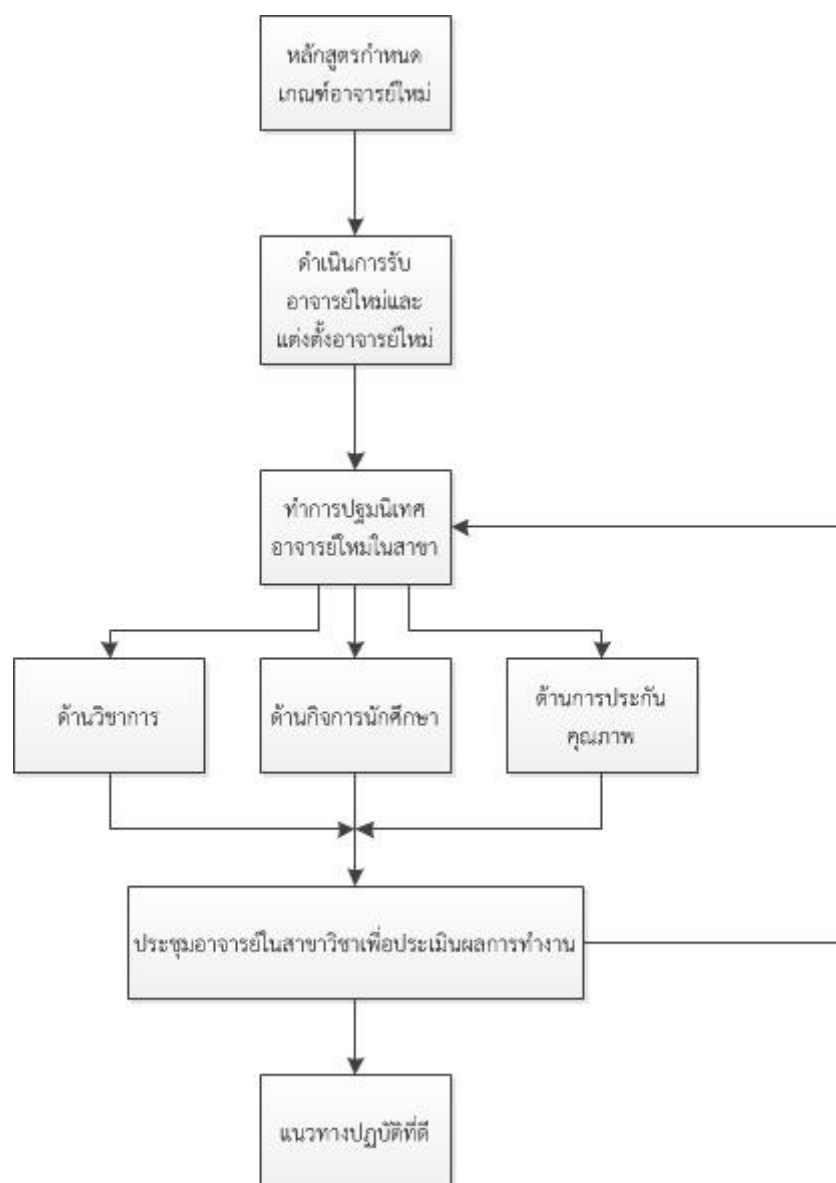 หลักสูตรกำหนด
เกณฑ์อาจารย์ใหม่
ดำเนินการรับ
อาจารย์ใหม่และ
แต่งตั้งอาจารย์ใหม่
ทำการปฐมนิเทศ
อาจารย์ใหม่ในสาขา
ด้านวิชาการ
ด้านกิจการนักศึกษา
ด้านการประกัน
คุณภาพ
ประชุมอาจารย์ในสาขาวิชาเพื่อประเมินผลการทำงาน
แนวทางปฏิบัติที่ดี